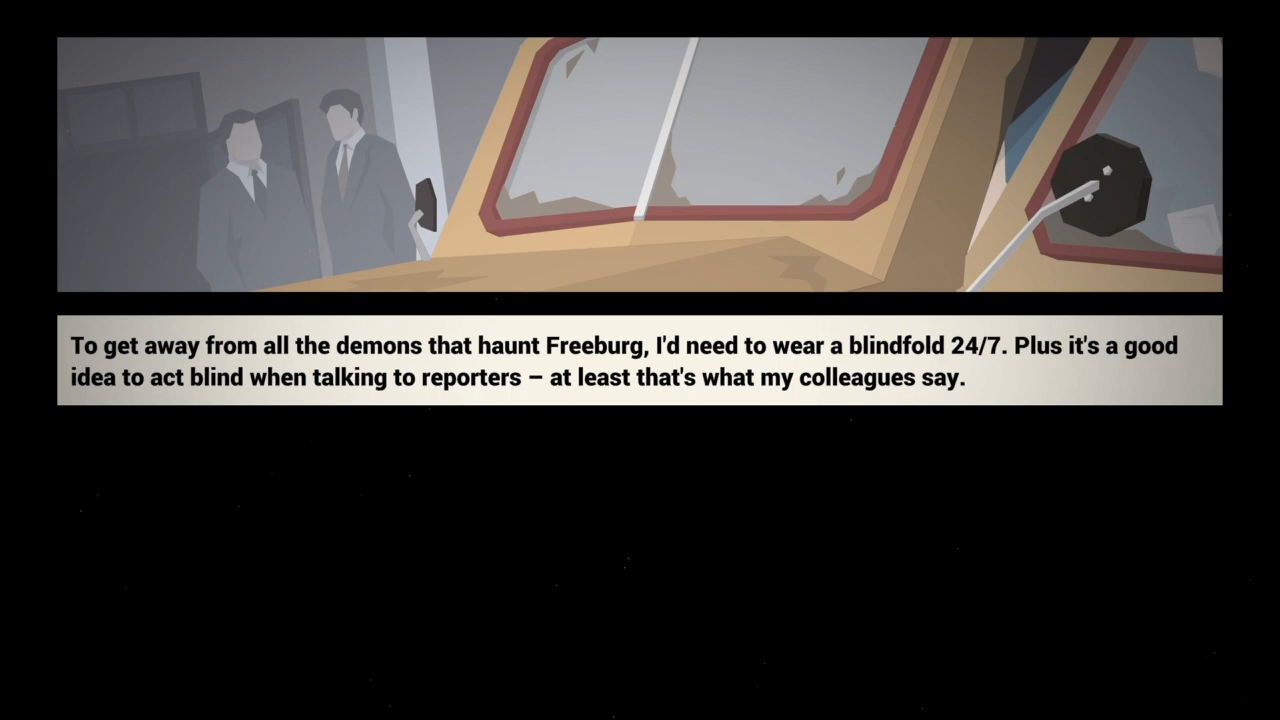 To get away from all the demons that haunt Freeburg, I'd need to wear a blindfold 24/7. Plus it's a good
idea to act blind when talking to reporters – at least that's what my colleagues say.